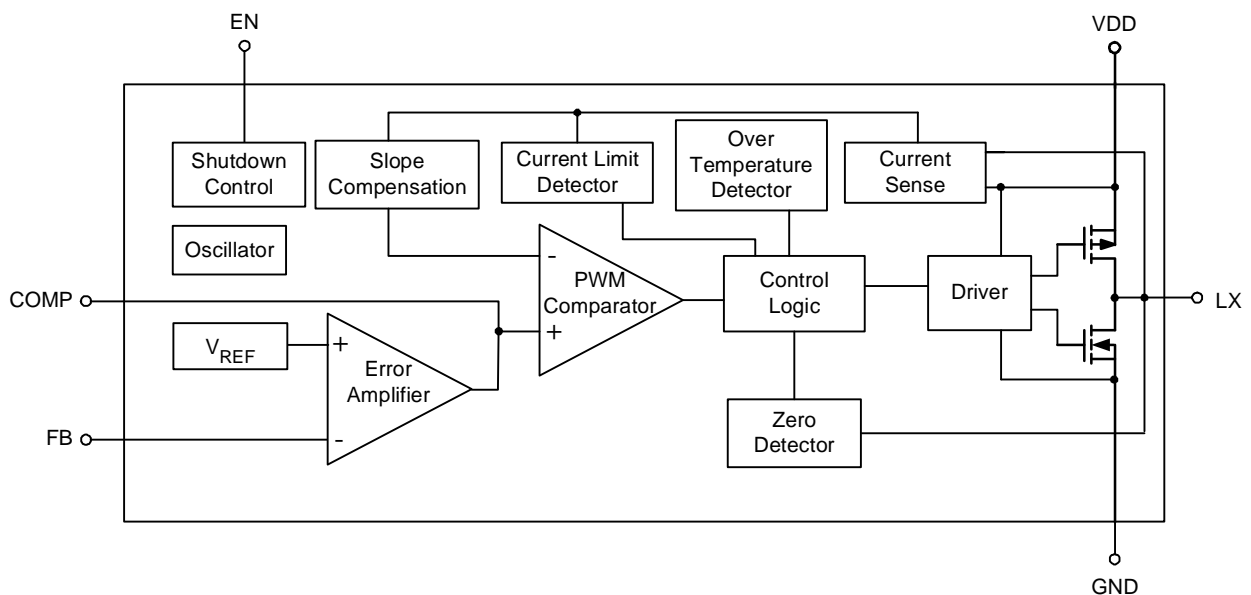 EN
VDD
Shutdown
Control
Slope
Compensation
Current Limit
Detector
Over
Temperature
Detector
Current
Sense
Oscillator
-
PWM
Comparator
+
Control
Logic
Driver
COMP
LX
VREF
+
Error
Amplifier
-
FB
Zero
Detector
GND